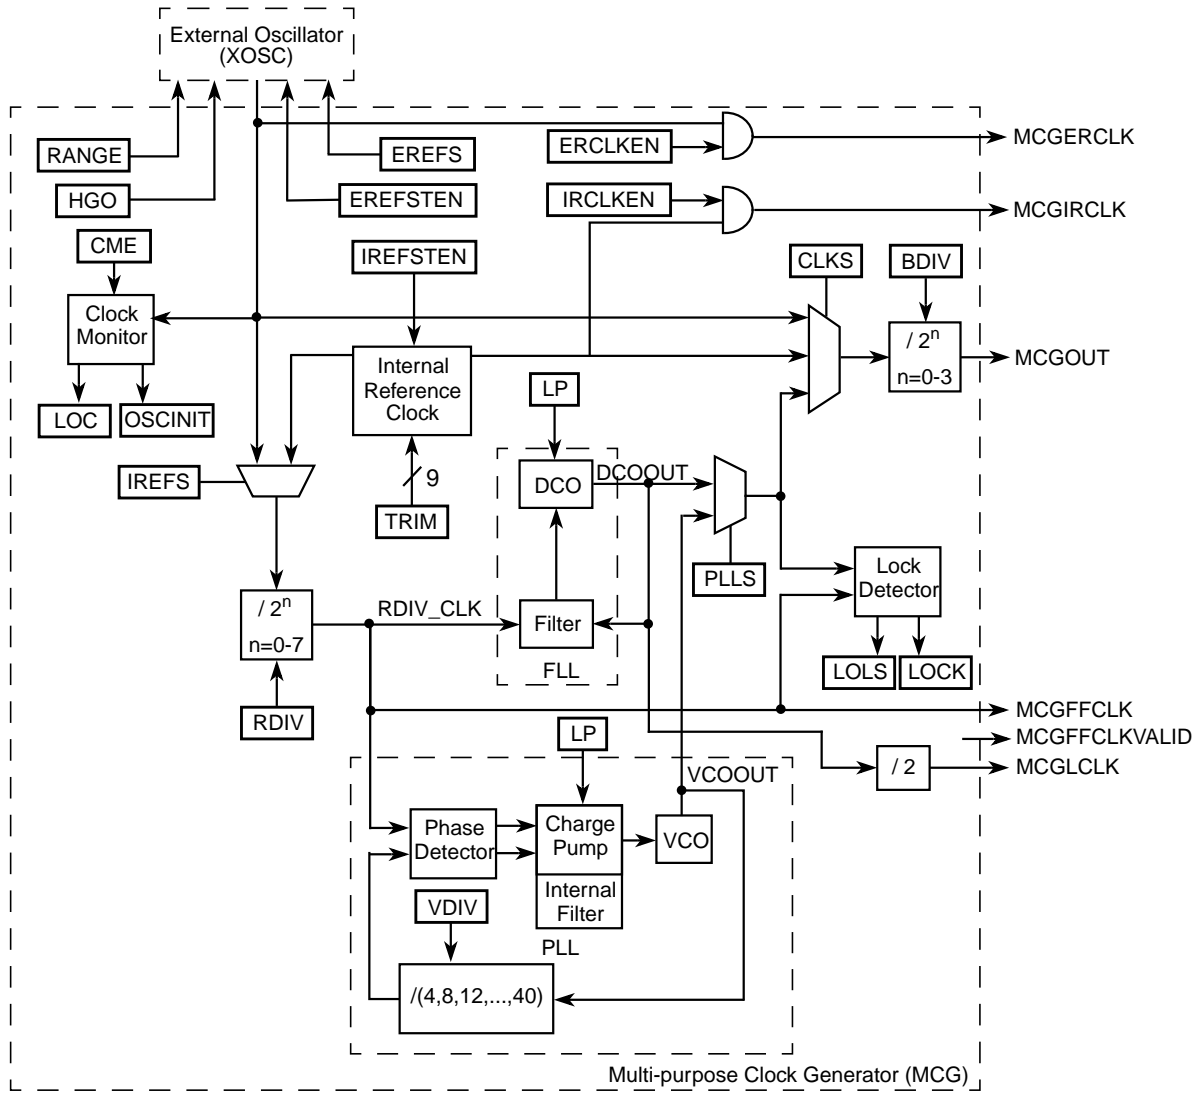 External Oscillator
(XOSC)
RANGE
EREFS
ERCLKEN
MCGERCLK
HGO
EREFSTEN
IRCLKEN
MCGIRCLK
CME
IREFSTEN
CLKS
BDIV
Clock
Monitor
/ 2n
n=0-3
MCGOUT
Internal
Reference
Clock
LP
LOC
OSCINIT
IREFS
9
TRIM
DCO
DCOOUT
PLLS
Lock
Detector
/ 2n
n=0-7
RDIV_CLK
Filter
FLL
LOLS
LOCK
RDIV
MCGFFCLK
LP
MCGFFCLKVALID
/ 2
MCGLCLK
VCOOUT
Phase
Detector
Charge
Pump
VCO
Internal
Filter
VDIV
PLL
/(4,8,12,...,40)
Multi-purpose Clock Generator (MCG)